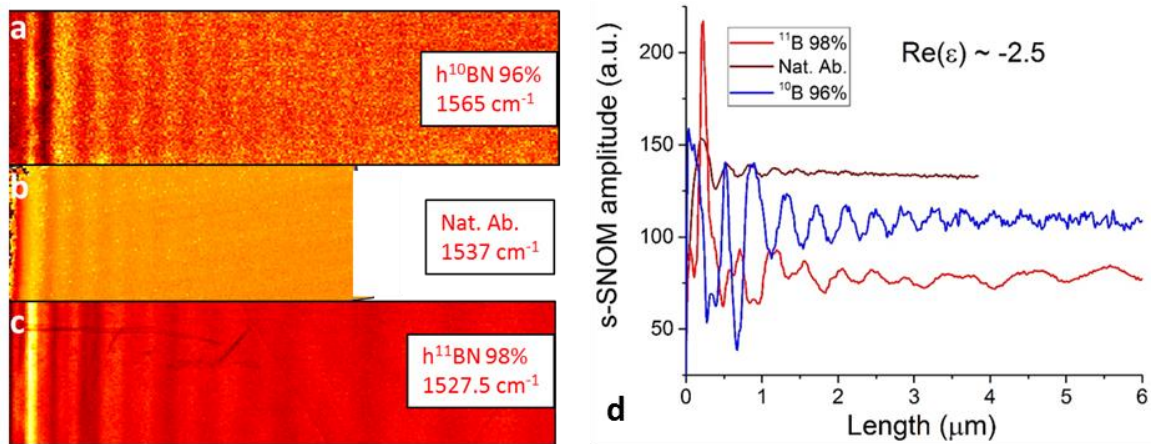 a
h¹⁰BN 96%
1565 cm⁻¹
b
Nat. Ab.
1537 cm⁻¹
c
h¹¹BN 98%
1527.5 cm⁻¹
s-SNOM amplitude (a.u.)
200
150
100
50
¹¹B 98%
Nat. Ab.
¹⁰B 96%
Re(ε) ~ -2.5
0 1 2 3 4 5 6
d
Length (μm)